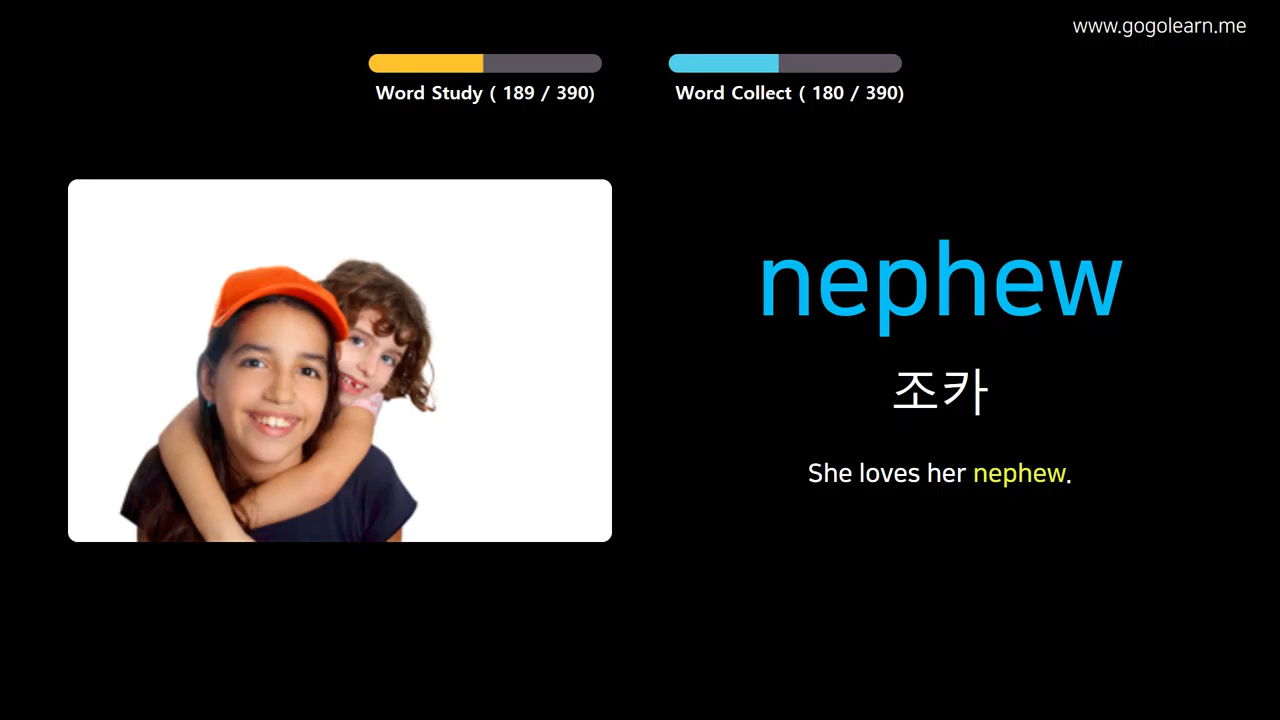 www.gogolearn.me
Word Study ( 189 / 390)
Word Collect ( 180 / 390)
nephew
조카
She loves her nephew.